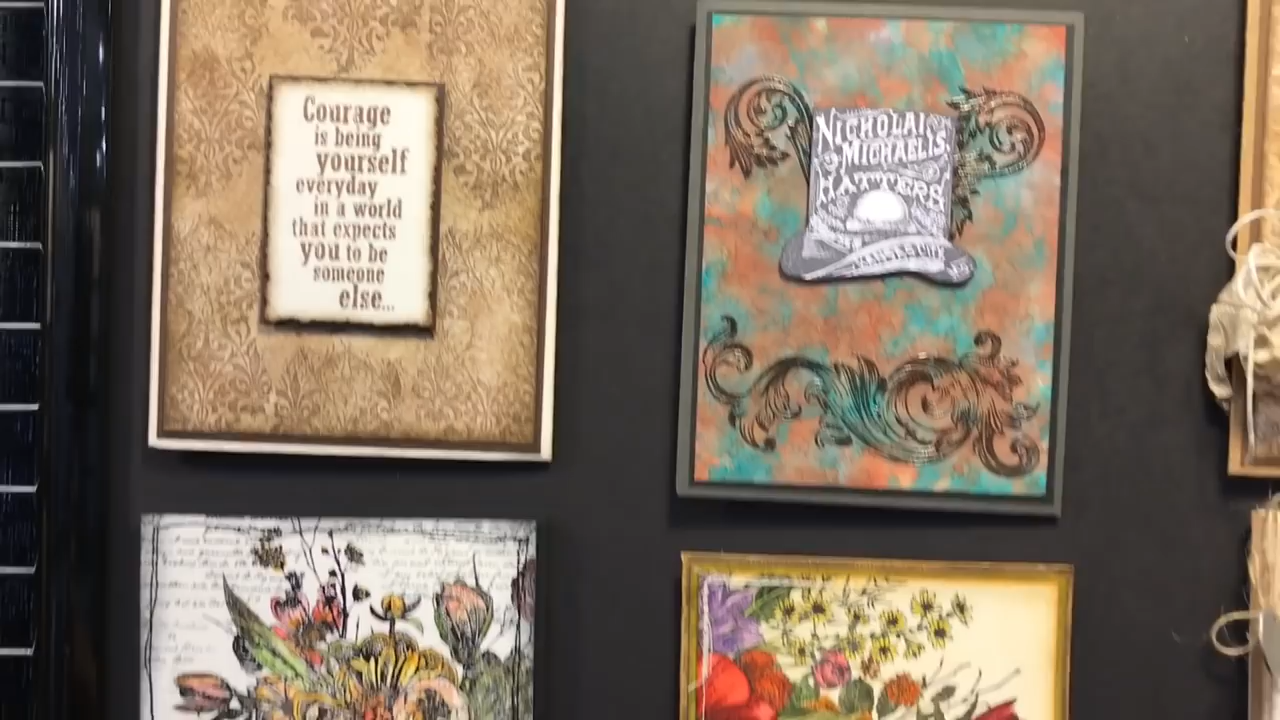 Courage
is being
yourself
everyday
in a world
that expects
you to be
someone
else...
NICHOLAI
MICHAELIS,
HATTERS